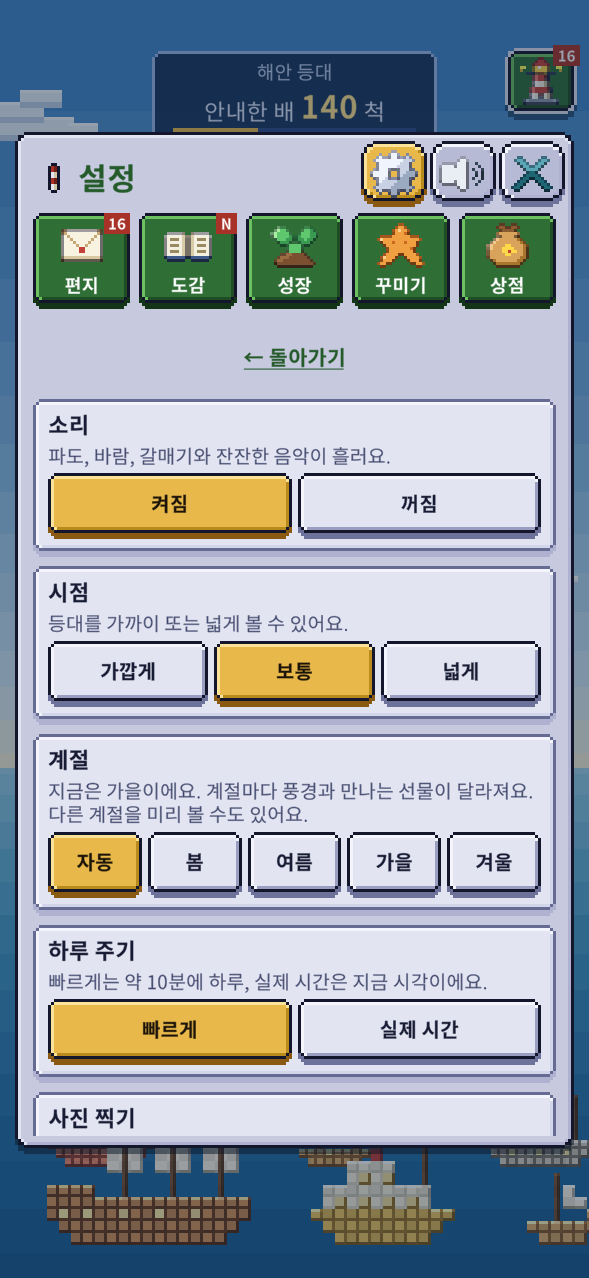 해안 등대
안내한 배 140 척
16
설정
16
N
편지
도감
성장
꾸미기
상점
← 돌아가기
소리
파도, 바람, 갈매기와 잔잔한 음악이 흘러요.
켜짐
꺼짐
시점
등대를 가까이 또는 넓게 볼 수 있어요.
가깝게
보통
넓게
계절
지금은 가을이에요. 계절마다 풍경과 만나는 선물이 달라져요.
다른 계절을 미리 볼 수도 있어요.
자동
봄
여름
가을
겨울
하루 주기
빠르게는 약 10분에 하루, 실제 시간은 지금 시각이에요.
빠르게
실제 시간
사진 찍기